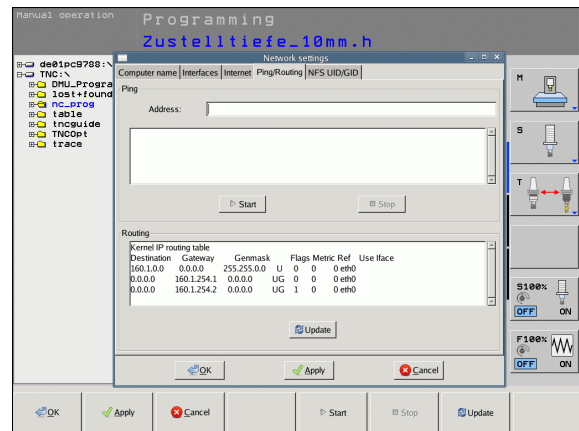 Manual operation
Programming
Zustelltiefe_10mm.h
Network settings
de01pc9788:\
TNC:\
DMU_Progra
lost+found
nc_prog
table
tncguide
TNCOpt
trace
Computer name Interfaces Internet Ping/Routing NFS UID/GID
Ping
Address:
Start Stop
Routing
Kernel IP routing table
Destination Gateway Genmask Flags Metric Ref Use Iface
160.1.0.0 0.0.0.0 255.255.0.0 U 0 0 0 eth0
0.0.0.0 160.1.254.1 0.0.0.0 UG 0 0 0 eth0
0.0.0.0 160.1.254.2 0.0.0.0 UG 1 0 0 eth0
Update
OK Apply Cancel
M
S
T
S100%
OFF ON
F100%
OFF ON
OK Apply Cancel Start Stop Update